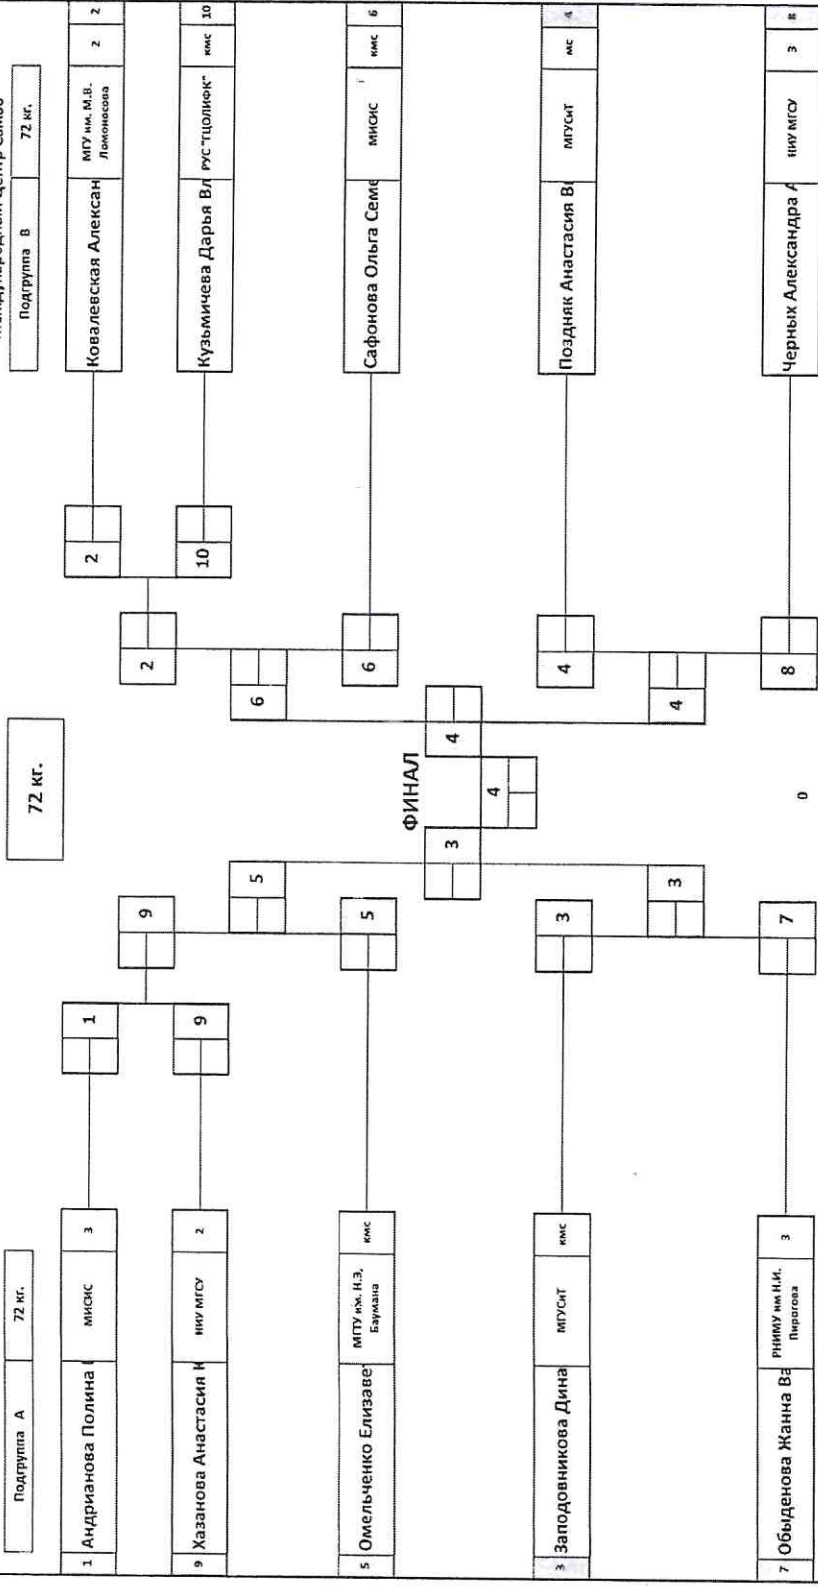 72 кг.
Подгруппа А 72 кг.
Подгруппа В 72 кг.
1 Андрианова Полина МИСИС 3
9 Хазанова Анастасия НИУ МГСУ 2
5 Омельченко Елизаве МГТУ им. Н.Э. Баумана кмс
3 Заподовникова Дина МГУСиТ кмс
7 Обыденова Жанна Ва РНИМУ им Н.И. Пирогова 3
1
9
9
5
5
3
3
7
3
ФИНАЛ
4
4
2
10
2
6
6
4
4
8
0
Ковалевская Алексан МГУ им. М.В. Ломоносова 2 2
Кузьмичева Дарья Вл РУС "ГЦОЛИФК" кмс 10
Сафонова Ольга Семе МИСИС кмс 6
Поздняк Анастасия В МГУСиТ мс 4
Черных Александра А НИУ МГСУ 3 8